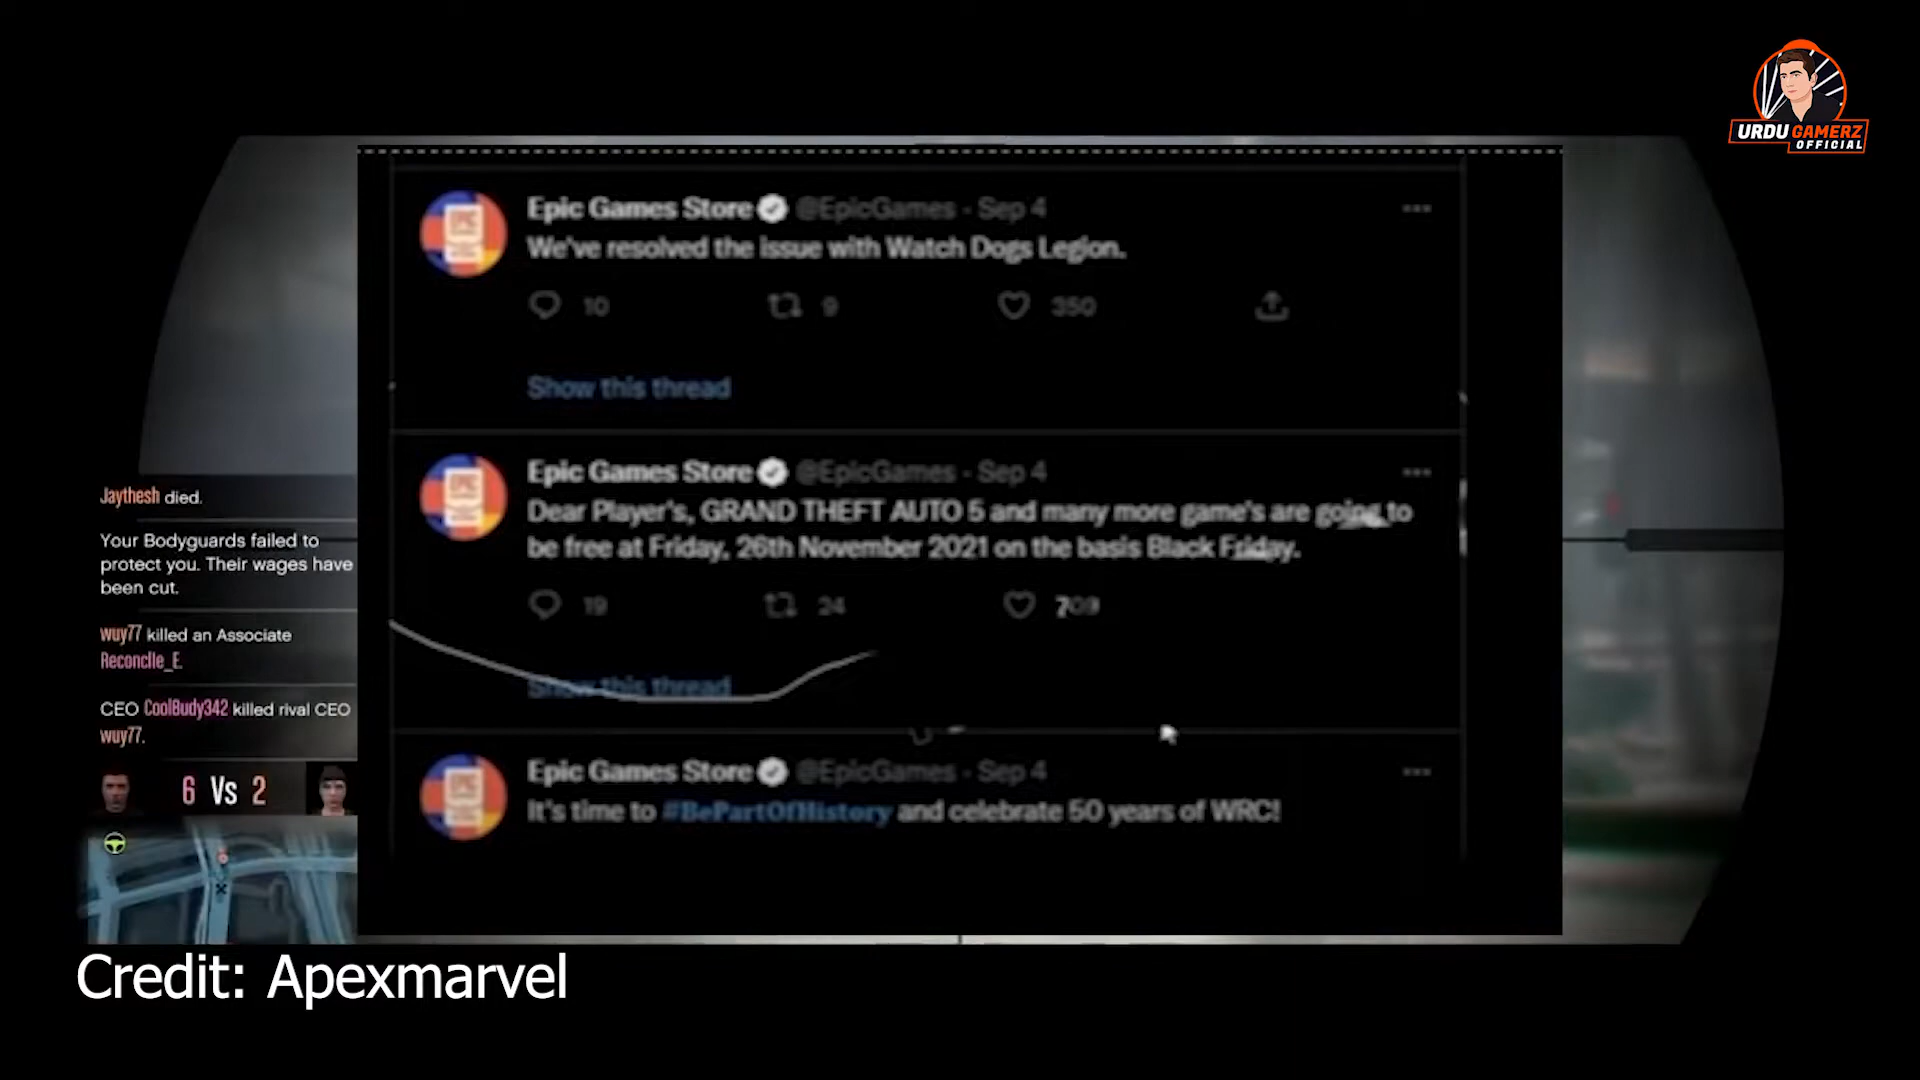 URDU GAMERZ
OFFICIAL
Epic Games Store @EpicGames - Sep 4
We've resolved the issue with Watch Dogs Legion.
10 9 350
Show this thread
Epic Games Store @EpicGames - Sep 4
Dear Player's, GRAND THEFT AUTO 5 and many more game's are going to
be free at Friday, 26th November 2021 on the basis Black Friday.
19 24 709
Show this thread
Epic Games Store @EpicGames - Sep 4
It's time to #BePartOfHistory and celebrate 50 years of WRC!
Jaythesh died.
Your Bodyguards failed to
protect you. Their wages have
been cut.
wuy77 killed an Associate
Reconclle_E.
CEO CoolBudy342 killed rival CEO
wuy77.
6 Vs 2
Credit: Apexmarvel